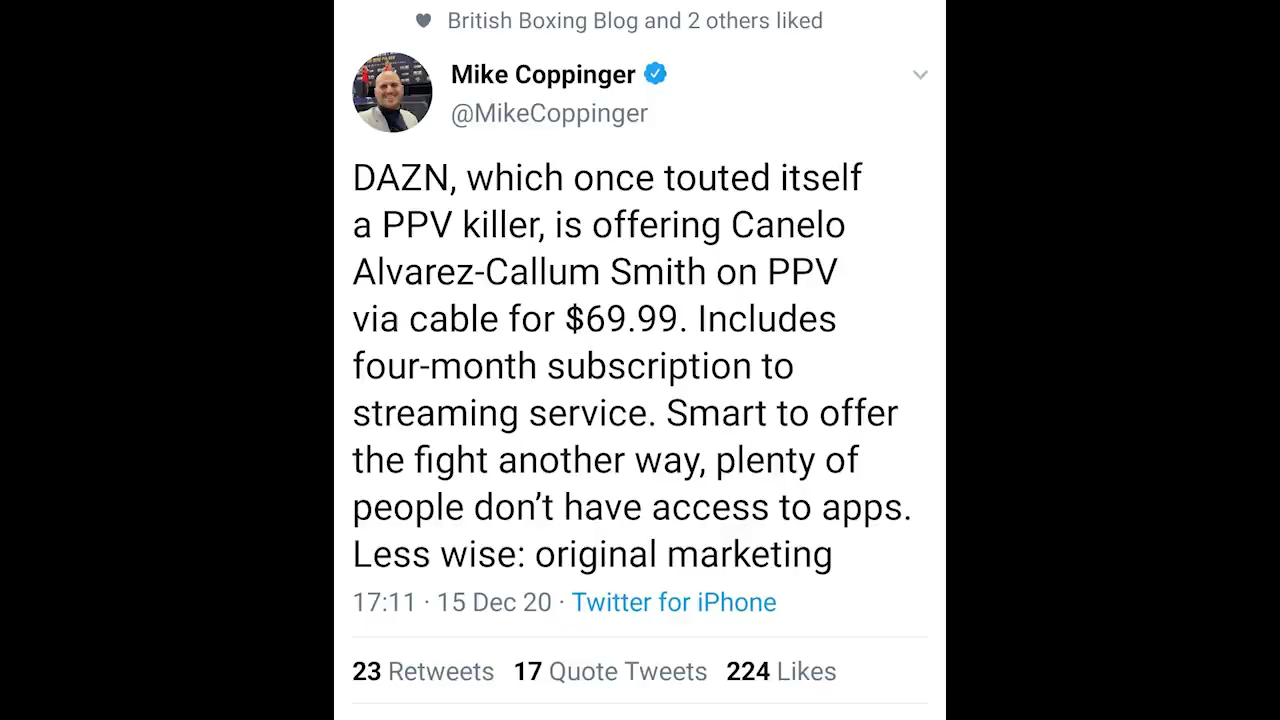 British Boxing Blog and 2 others liked
Mike Coppinger
@MikeCoppinger
DAZN, which once touted itself
a PPV killer, is offering Canelo
Alvarez-Callum Smith on PPV
via cable for $69.99. Includes
four-month subscription to
streaming service. Smart to offer
the fight another way, plenty of
people don’t have access to apps.
Less wise: original marketing
17:11 · 15 Dec 20 · Twitter for iPhone
23 Retweets 17 Quote Tweets 224 Likes